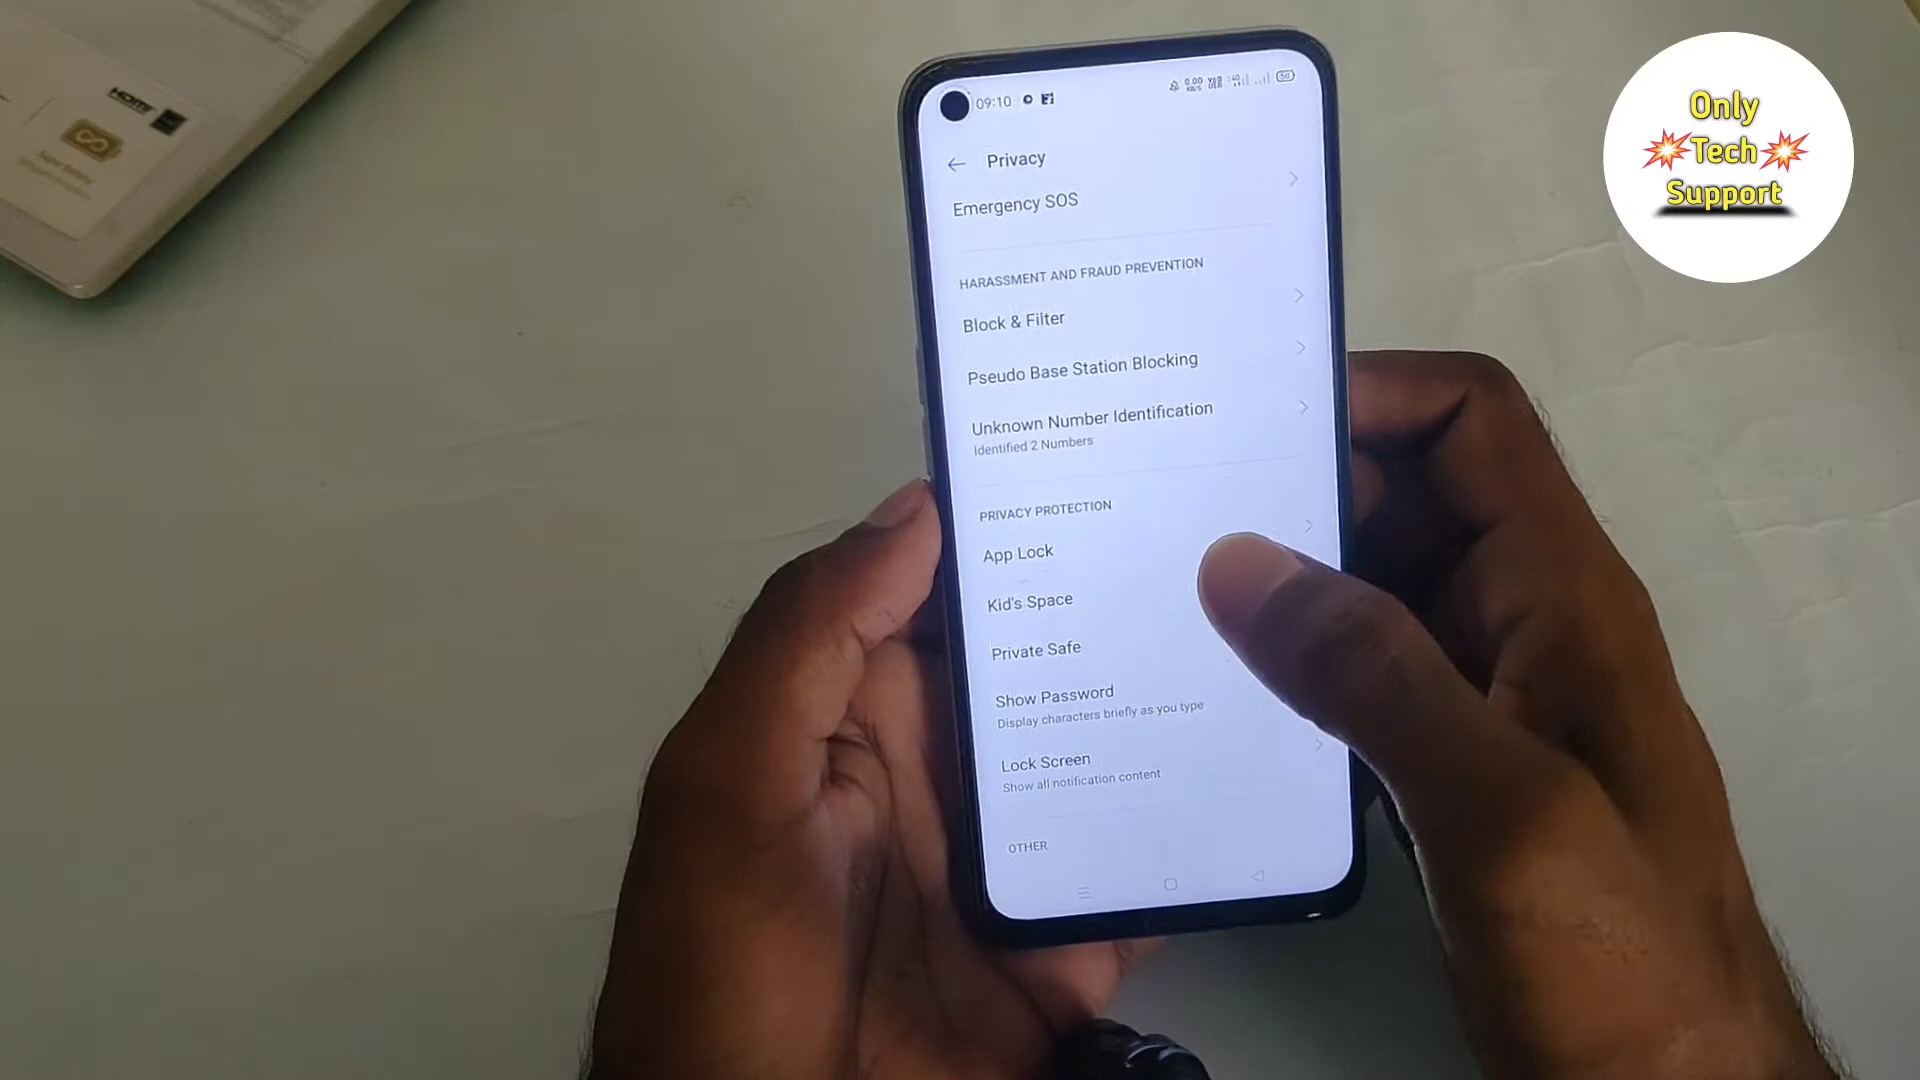 HDMI
09:10
Privacy
Emergency SOS
HARASSMENT AND FRAUD PREVENTION
Block & Filter
Pseudo Base Station Blocking
Unknown Number Identification
Identified 2 Numbers
PRIVACY PROTECTION
App Lock
Kid's Space
Private Safe
Show Password
Display characters briefly as you type
Lock Screen
Show all notification content
OTHER
Only
Tech
Support